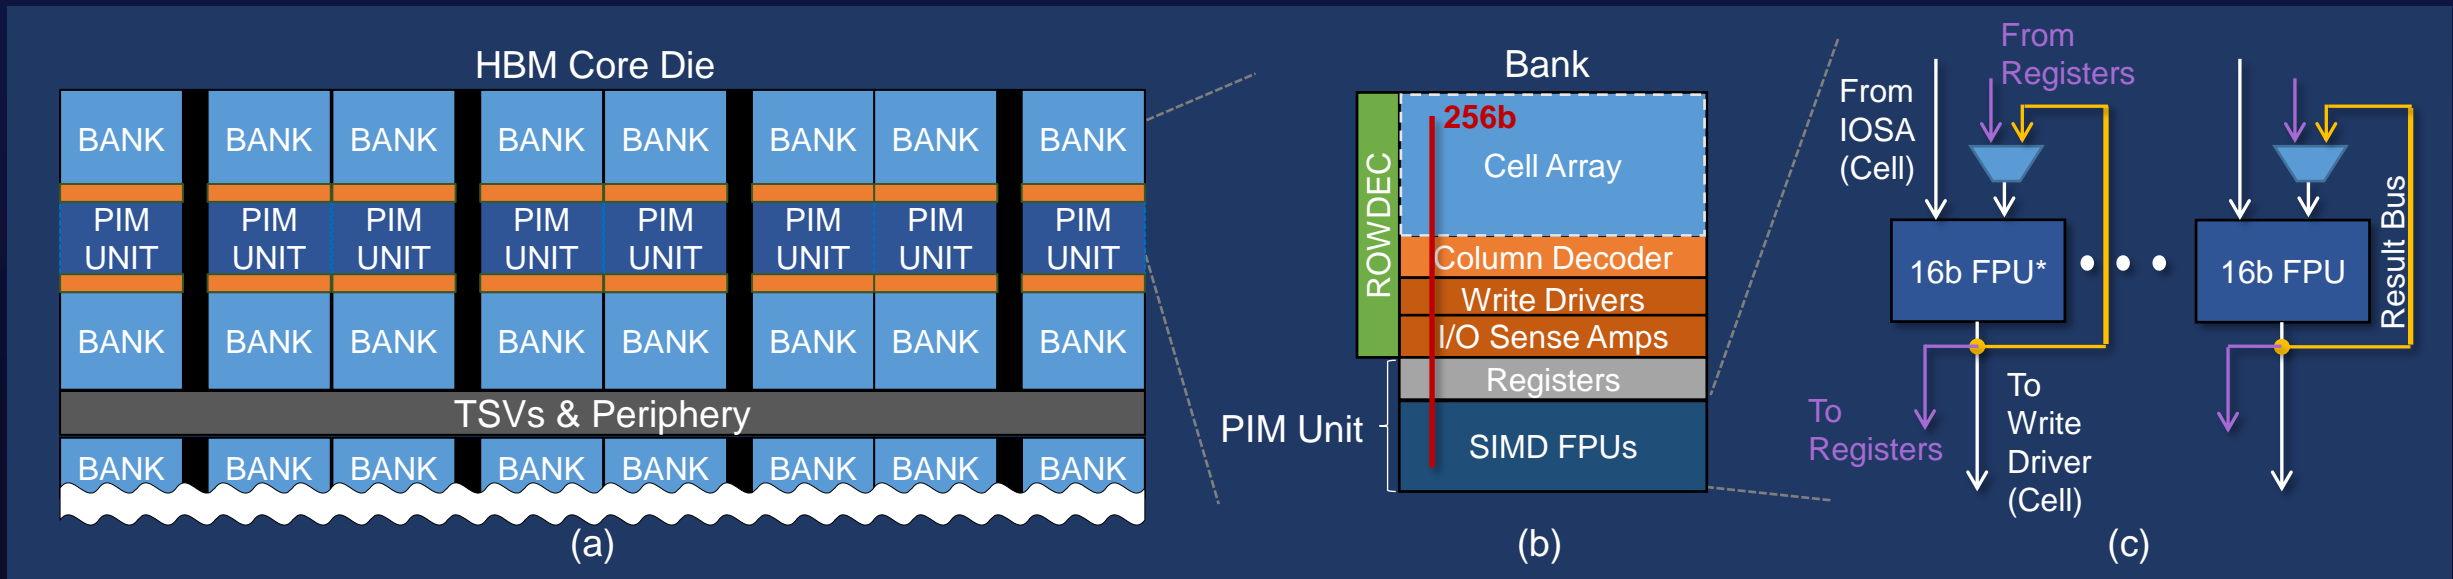 HBM Core Die
BANK BANK BANK BANK BANK BANK BANK BANK
PIM UNIT PIM UNIT PIM UNIT PIM UNIT PIM UNIT PIM UNIT PIM UNIT PIM UNIT
BANK BANK BANK BANK BANK BANK BANK BANK
TSVs & Periphery
BANK BANK BANK BANK BANK BANK BANK BANK
(a)
Bank
ROWDEC
256b
Cell Array
Column Decoder
Write Drivers
I/O Sense Amps
Registers
SIMD FPUs
PIM Unit
(b)
From
Registers
From
IOSA
(Cell)
16b FPU*
16b FPU
Result Bus
To
Registers
To
Write
Driver
(Cell)
(c)